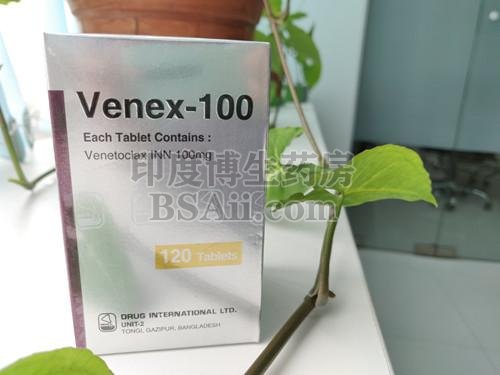 Venex-100
Each Tablet Contains :
Venetoclax INN 100mg
印度博生药房
BSAii.com
120 Tablets
DRUG INTERNATIONAL LTD.
UNIT-2
TONGI, GAZIPUR, BANGLADESH